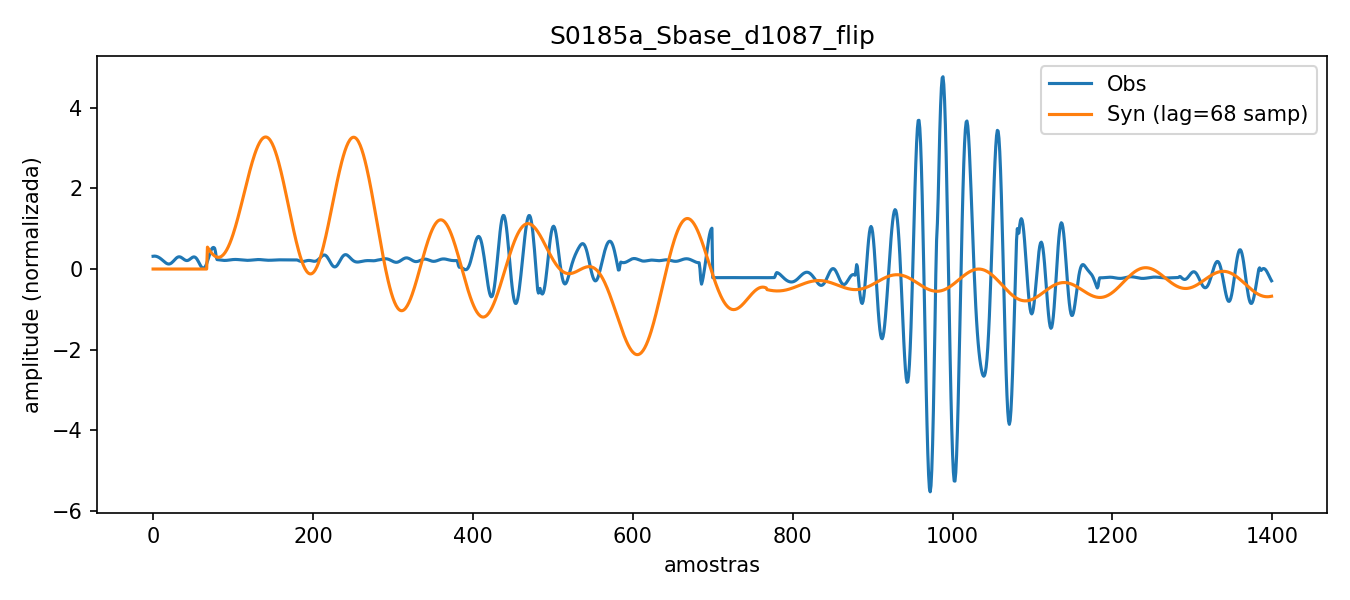 S0185a_Sbase_d1087_flip
Obs
Syn (lag=68 samp)
amplitude (normalizada)
4
2
0
−2
−4
−6
0 200 400 600 800 1000 1200 1400
amostras